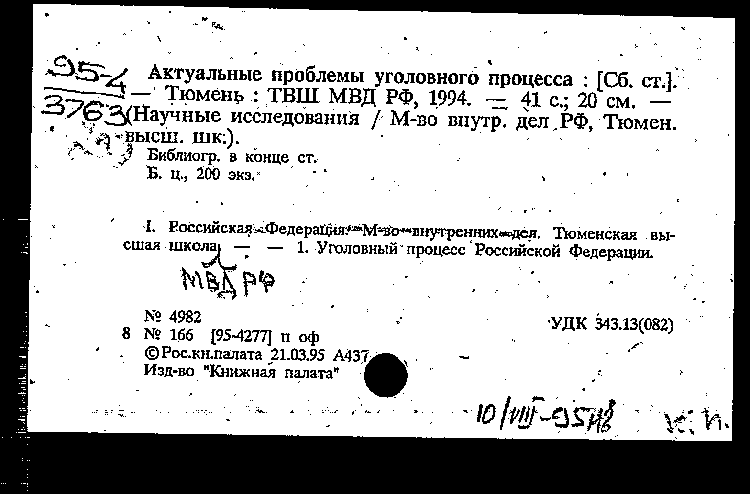 95-4
3763
Актуальные проблемы уголовного процесса : [Сб. ст.].
— Тюмень : ТВШ МВД РФ, 1994. — 41 с.; 20 см. —
(Научные исследования / М-во внутр. дел РФ, Тюмен.
высш. шк.).
Библиогр. в конце ст.
Б. ц., 200 экз.
I. Российская Федерация. М-во внутренних дел. Тюменская вы-
сшая школа — — 1. Уголовный процесс Российской Федерации.
МВД РФ
№ 4982
УДК 343.13(082)
8 № 166 [95-4277] п оф
© Рос.кн.палата 21.03.95 А437
Изд-во "Книжная палата"
10/VIII-95
К. П.